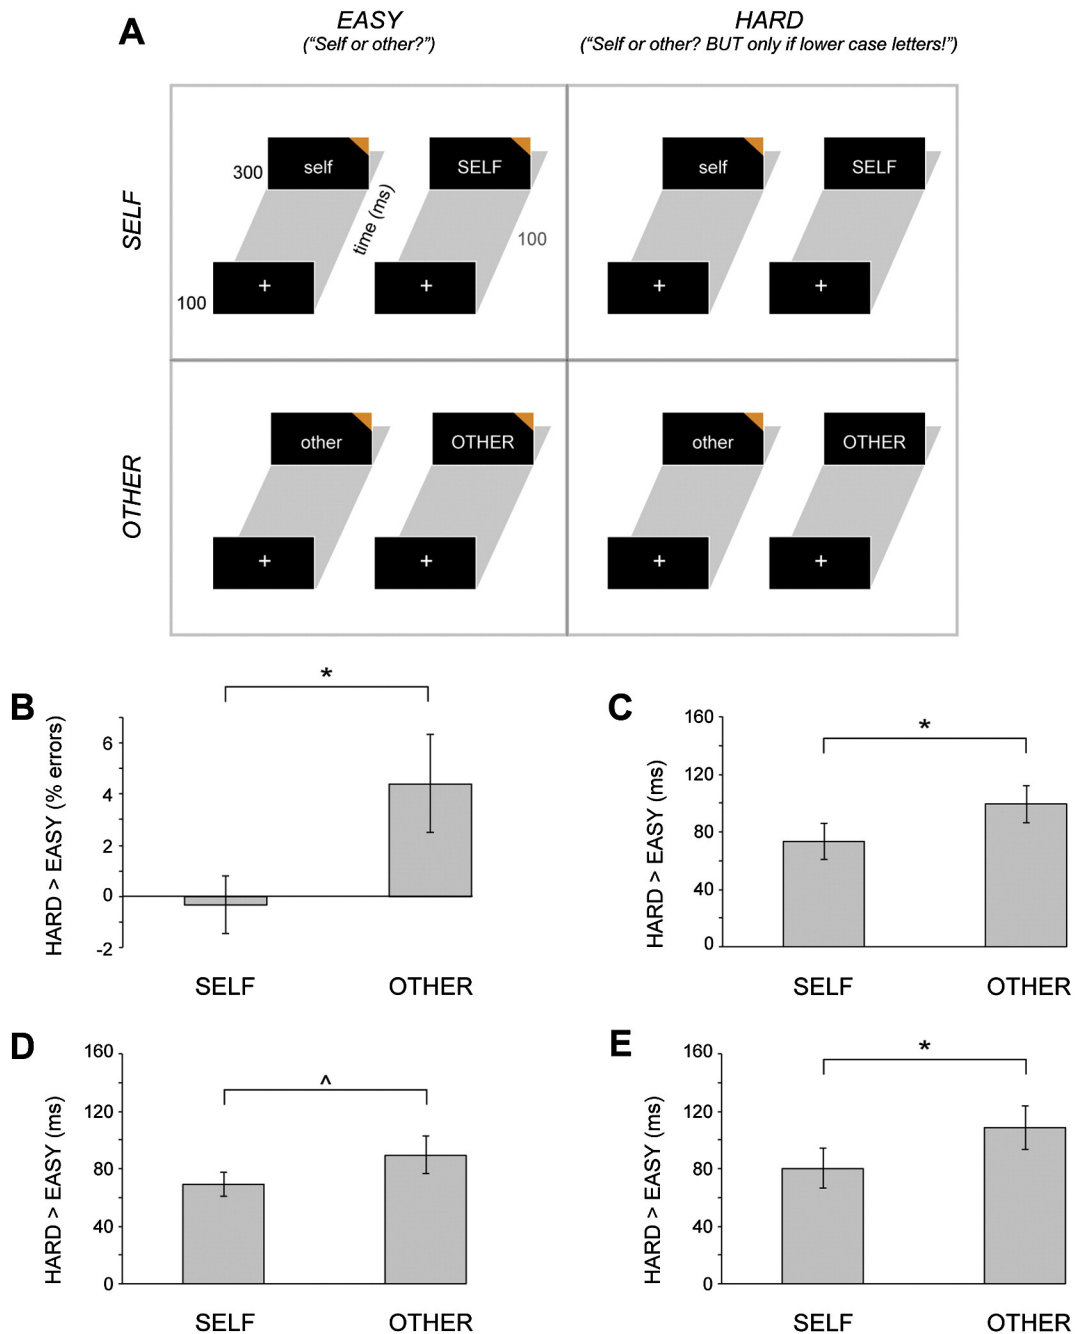 A
EASY
("Self or other?")
HARD
("Self or other? BUT only if lower case letters!")
SELF
300
self
SELF
time (ms)
100
100
+
+
self
SELF
+
+
OTHER
other
OTHER
+
+
other
OTHER
+
+
B
*
HARD > EASY (% errors)
6
4
2
0
-2
SELF
OTHER
C
*
HARD > EASY (ms)
160
120
80
40
0
SELF
OTHER
D
^
HARD > EASY (ms)
160
120
80
40
0
SELF
OTHER
E
*
HARD > EASY (ms)
160
120
80
40
0
SELF
OTHER